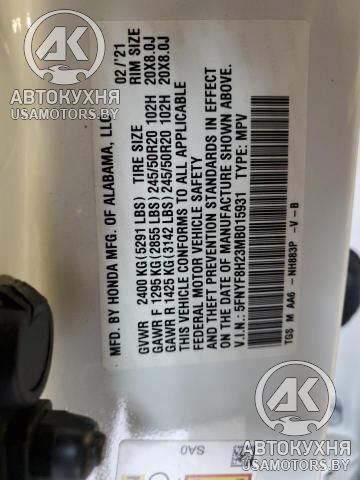 MFD. BY HONDA MFG. OF ALABAMA, LLC 02/'21
GVWR 2400 KG (5291 LBS) TIRE SIZE RIM SIZE
GAWR F 1295 KG (2855 LBS) 245/50R20 102H 20X8.0J
GAWR R 1425 KG (3142 LBS) 245/50R20 102H 20X8.0J
THIS VEHICLE CONFORMS TO ALL APPLICABLE
FEDERAL MOTOR VEHICLE SAFETY
AND THEFT PREVENTION STANDARDS IN EFFECT
ON THE DATE OF MANUFACTURE SHOWN ABOVE.
V.I.N.: 5FNYF8H23MB015931 TYPE: MPV
TGS M AA6 - NH883P -V -B
SA0
АВТОКУХНЯ
USAMOTORS.BY
АВТОКУХНЯ
USAMOTORS.BY